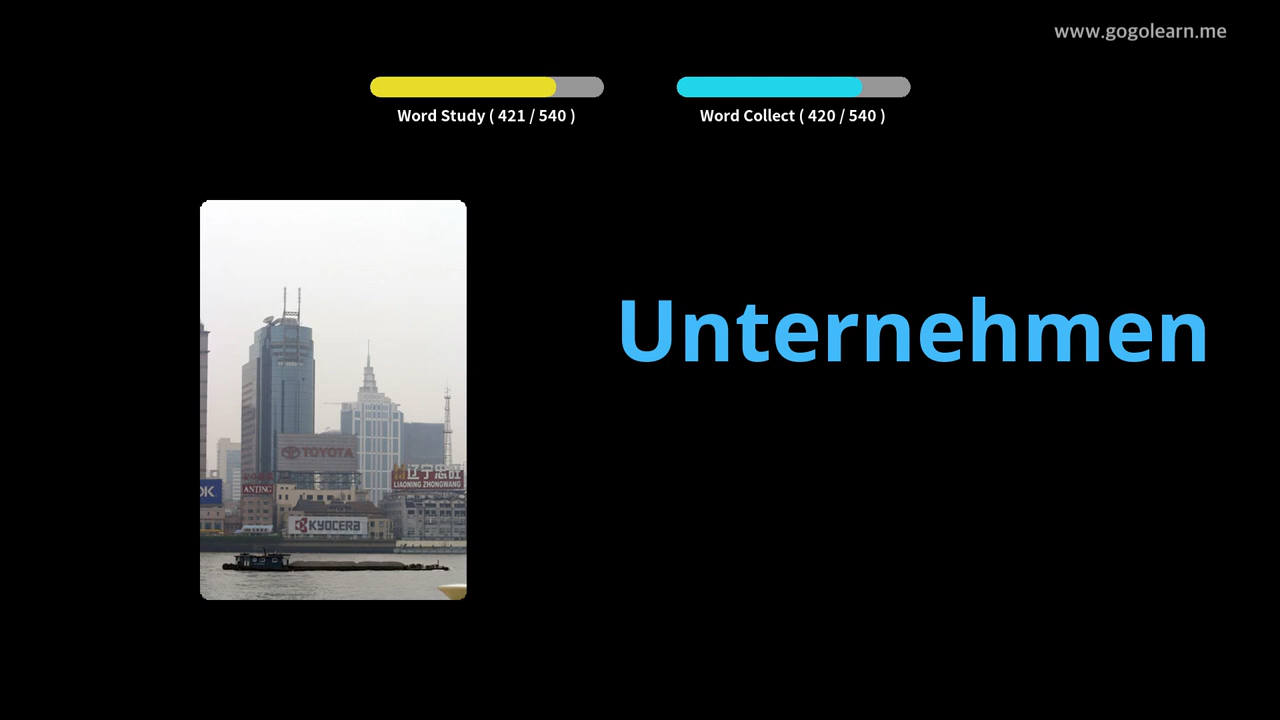 www.gogolearn.me
Word Study ( 421 / 540 )
Word Collect ( 420 / 540 )
Unternehmen
TOYOTA
辽宁忠旺
LIAONING ZHONGWANG
ANTING
KYOCERA